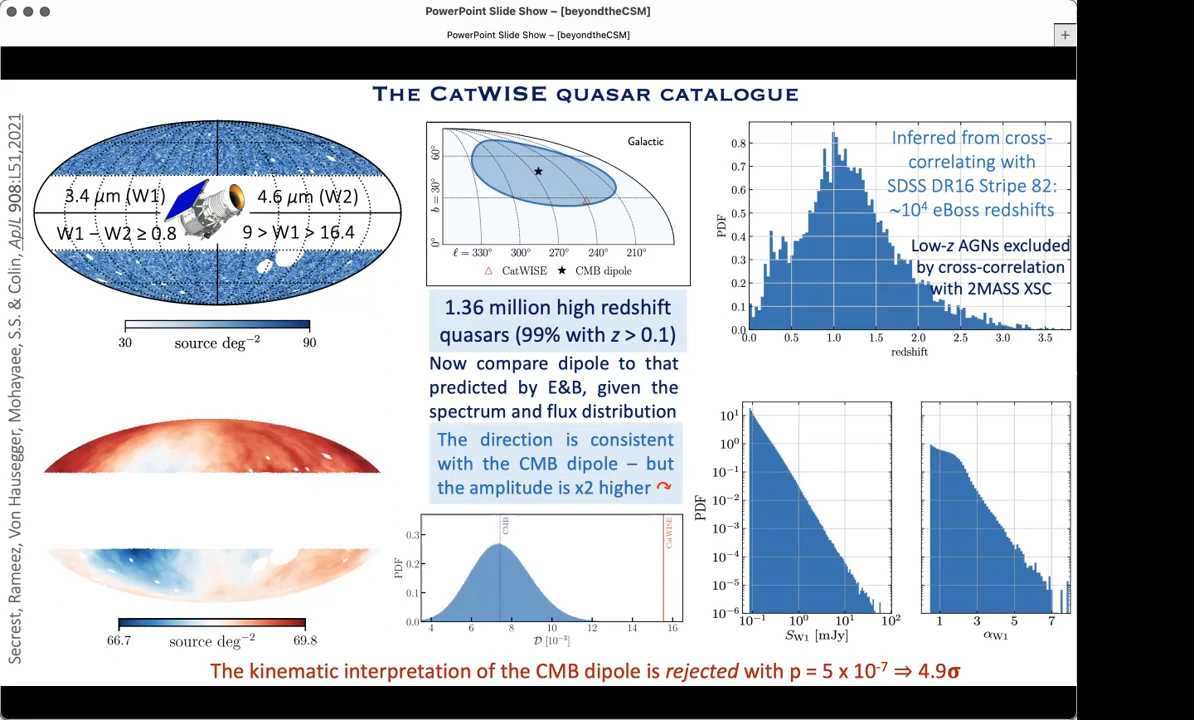 PowerPoint Slide Show – [beyondtheCSM]
PowerPoint Slide Show – [beyondtheCSM]
+
THE CATWISE QUASAR CATALOGUE
Secrest, Rameez, Von Hausegger, Mohayaee, S.S. & Colin, ApJL 908:L51,2021
3.4 μm (W1)
4.6 μm (W2)
W1 – W2 ≥ 0.8
9 > W1 > 16.4
30
source deg⁻²
90
66.7
source deg⁻²
69.8
Galactic
60°
b = 30°
0°
ℓ = 330° 300° 270° 240° 210°
△ CatWISE ★ CMB dipole
1.36 million high redshift
quasars (99% with z > 0.1)
Now compare dipole to that
predicted by E&B, given the
spectrum and flux distribution
The direction is consistent
with the CMB dipole – but
the amplitude is x2 higher
PDF
0.3
0.2
0.1
0.0
CMB
CatWISE
4 6 8 10 12 14 16
𝒟 [10⁻³]
Inferred from cross-
correlating with
SDSS DR16 Stripe 82:
~10⁴ eBoss redshifts
Low-z AGNs excluded
by cross-correlation
with 2MASS XSC
PDF
0.8
0.7
0.6
0.5
0.4
0.3
0.2
0.1
0.0
0.0 0.5 1.0 1.5 2.0 2.5 3.0 3.5
redshift
PDF
10¹
10⁰
10⁻¹
10⁻²
10⁻³
10⁻⁴
10⁻⁵
10⁻⁶
10⁻¹ 10⁰ 10¹ 10²
S_W1 [mJy]
1 3 5 7
α_W1
The kinematic interpretation of the CMB dipole is rejected with p = 5 x 10⁻⁷ ⇒ 4.9σ